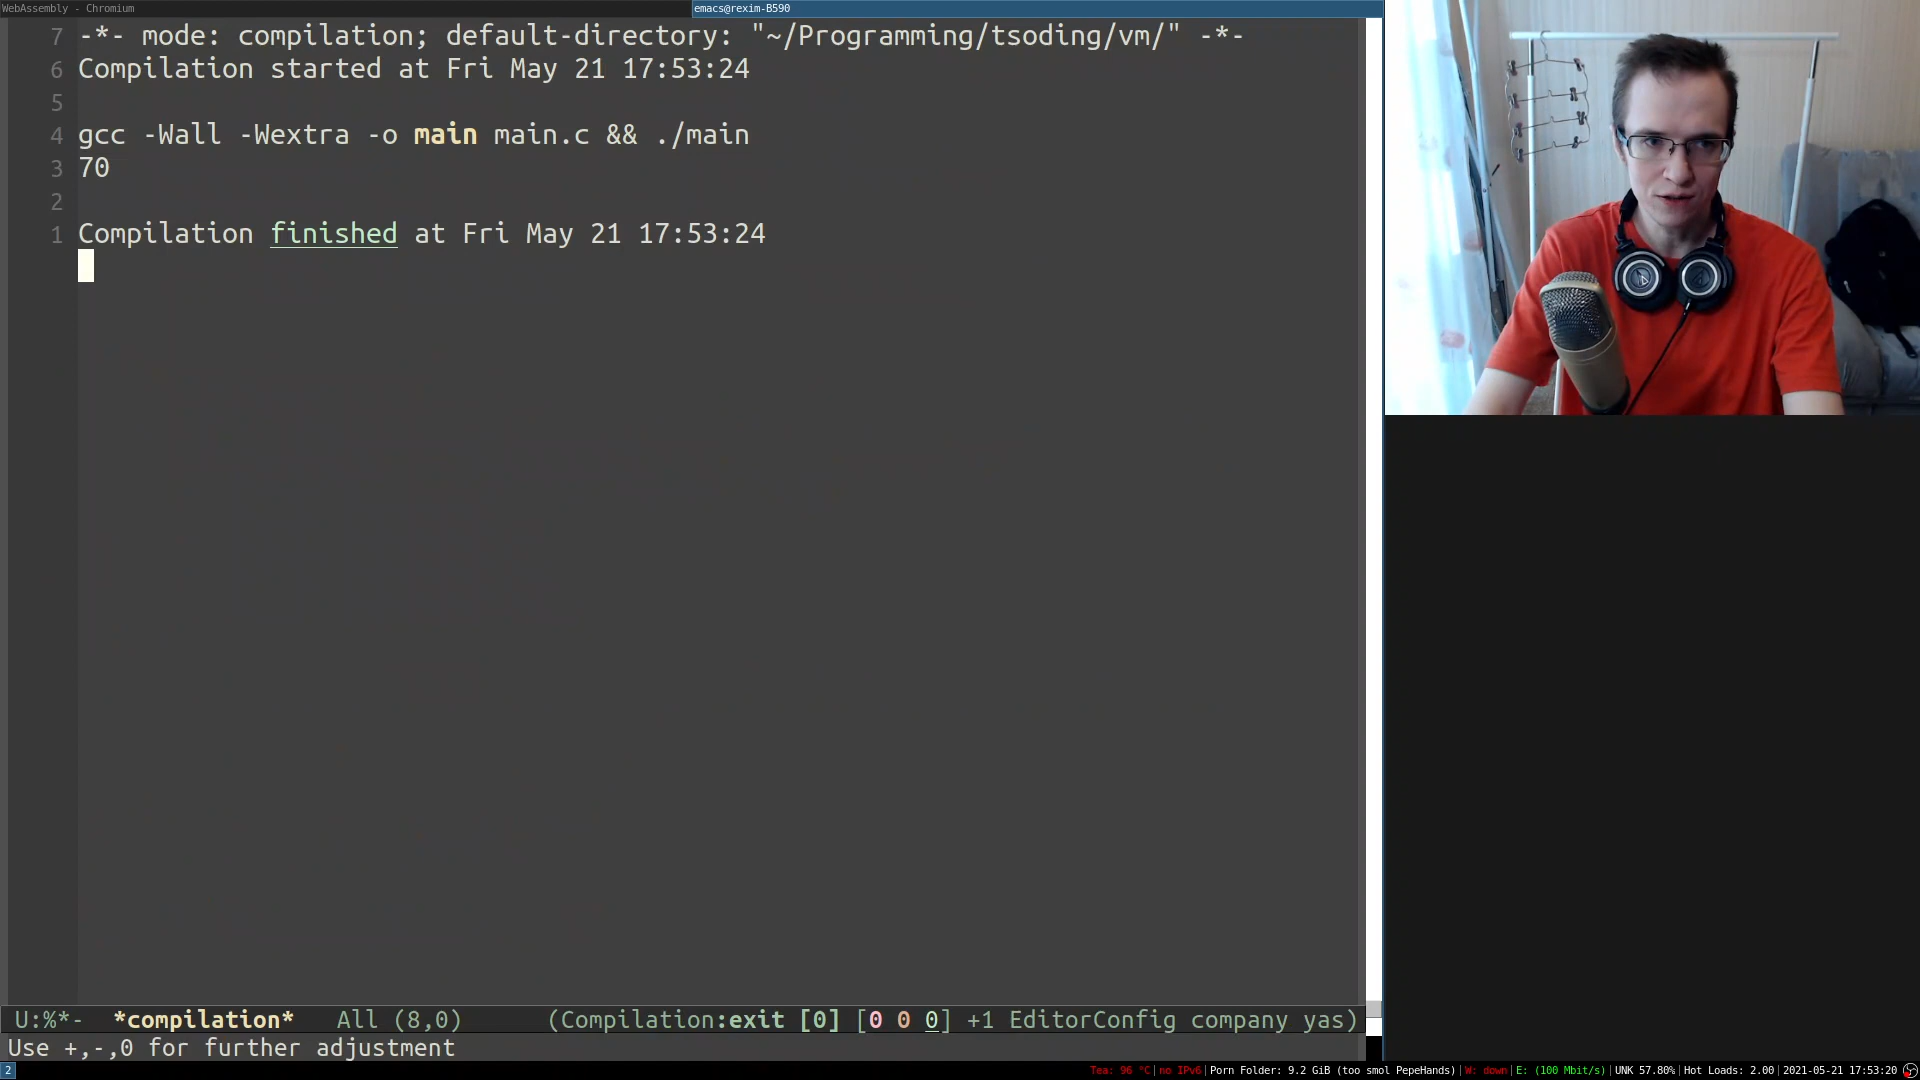 WebAssembly - Chromium
emacs@rexim-B590
7 -*- mode: compilation; default-directory: "~/Programming/tsoding/vm/" -*-
6 Compilation started at Fri May 21 17:53:24
5
4 gcc -Wall -Wextra -o main main.c && ./main
3 70
2
1 Compilation finished at Fri May 21 17:53:24
U:%*- *compilation* All (8,0) (Compilation:exit [0] [0 0 0] +1 EditorConfig company yas)
Use +,-,0 for further adjustment
2 Tea: 96 °C|no IPv6|Porn Folder: 9.2 GiB (too smol PepeHands)|W: down|E: (100 Mbit/s)|UNK 57.80%|Hot Loads: 2.00|2021-05-21 17:53:20